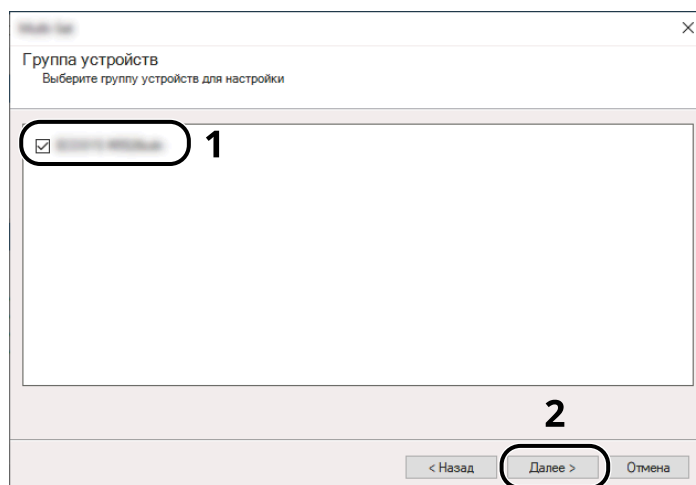 Группа устройств
Выберите группу устройств для настройки
1
2
< Назад
Далее >
Отмена